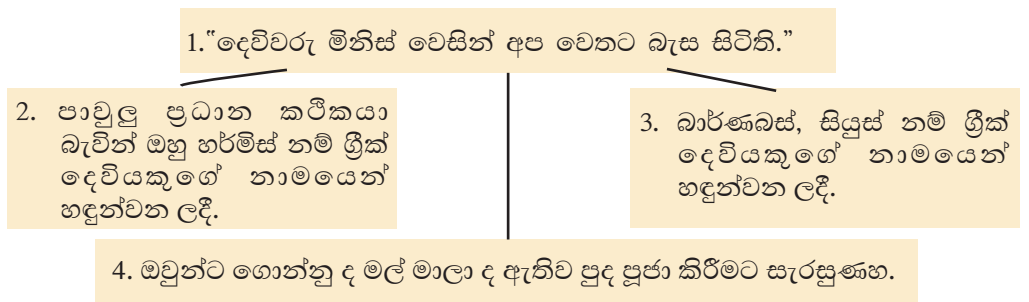 1.“දෙවිවරු මිනිස් වෙසින් අප වෙතට බැස සිටිති.”
2. පාවුලු ප්‍රධාන කථිකයා
බැවින් ඔහු හර්මිස් නම් ග්‍රීක්
දෙවියකුගේ නාමයෙන්
හඳුන්වන ලදී.
3. බාර්ණබස්, සියුස් නම් ග්‍රීක්
දෙවියකුගේ නාමයෙන්
හඳුන්වන ලදී.
4. ඔවුන්ට ගොන්නු ද මල් මාලා ද ඇතිව පුද පූජා කිරීමට සැරසුණහ.